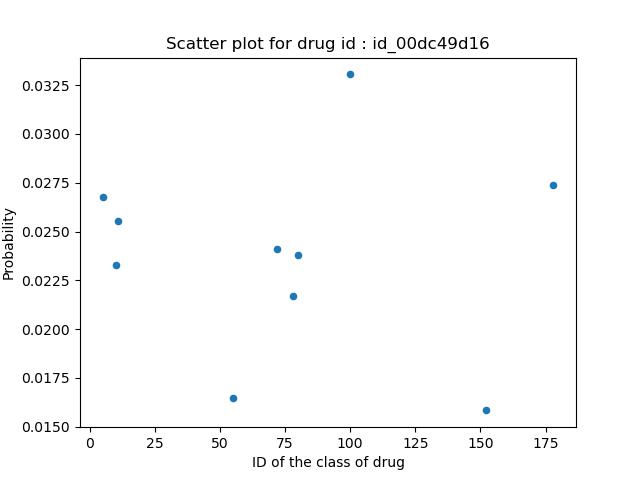 Scatter plot for drug id : id_00dc49d16
0.0325
0.0300
0.0275
0.0250
0.0225
0.0200
0.0175
0.0150
Probability
0 25 50 75 100 125 150 175
ID of the class of drug